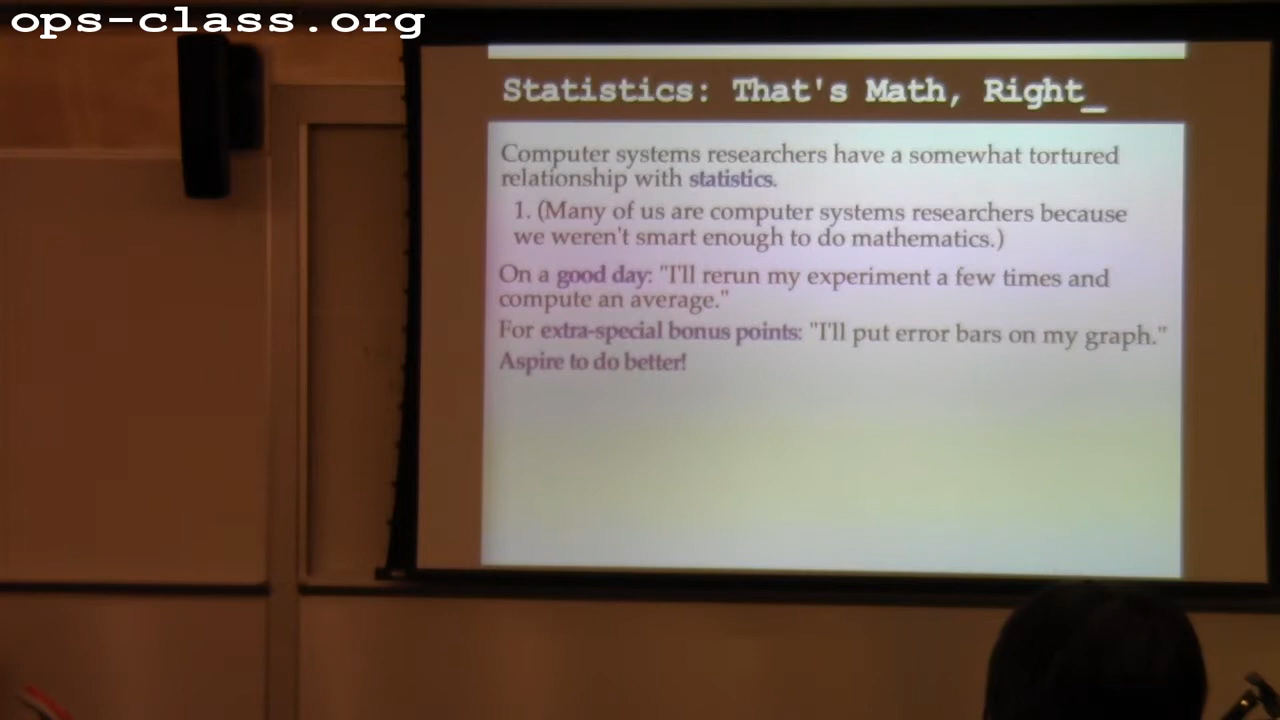 ops-class.org
Statistics: That's Math, Right_
Computer systems researchers have a somewhat tortured
relationship with statistics.
1. (Many of us are computer systems researchers because
we weren't smart enough to do mathematics.)
On a good day: "I'll rerun my experiment a few times and
compute an average."
For extra-special bonus points: "I'll put error bars on my graph."
Aspire to do better!